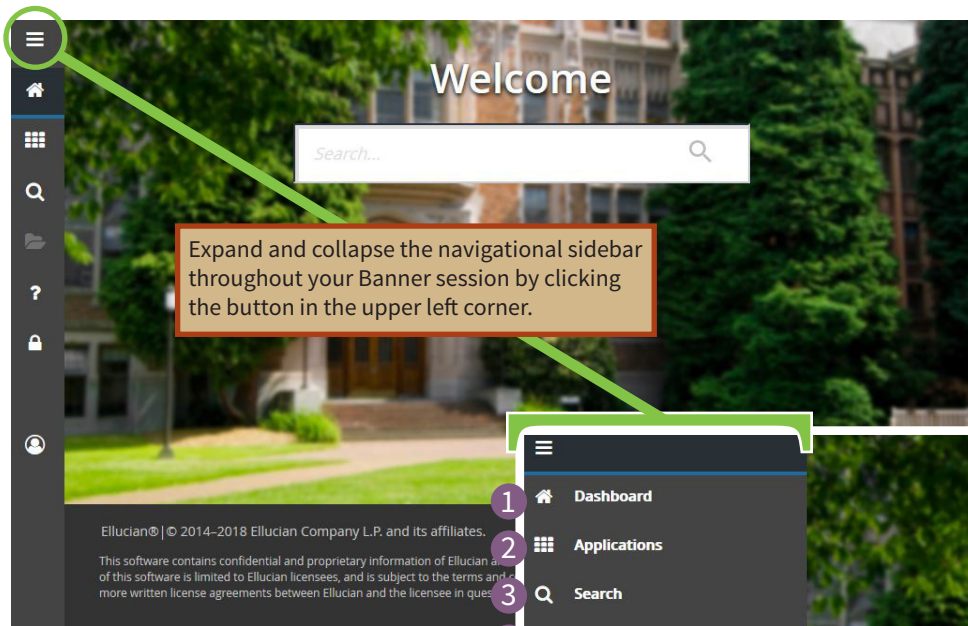 Welcome
Search...
Expand and collapse the navigational sidebar
throughout your Banner session by clicking
the button in the upper left corner.
1 Dashboard
2 Applications
3 Search
Ellucian®|© 2014–2018 Ellucian Company L.P. and its affiliates.
This software contains confidential and proprietary information of Ellucian
of this software is limited to Ellucian licensees, and is subject to the terms and
more written license agreements between Ellucian and the licensee in